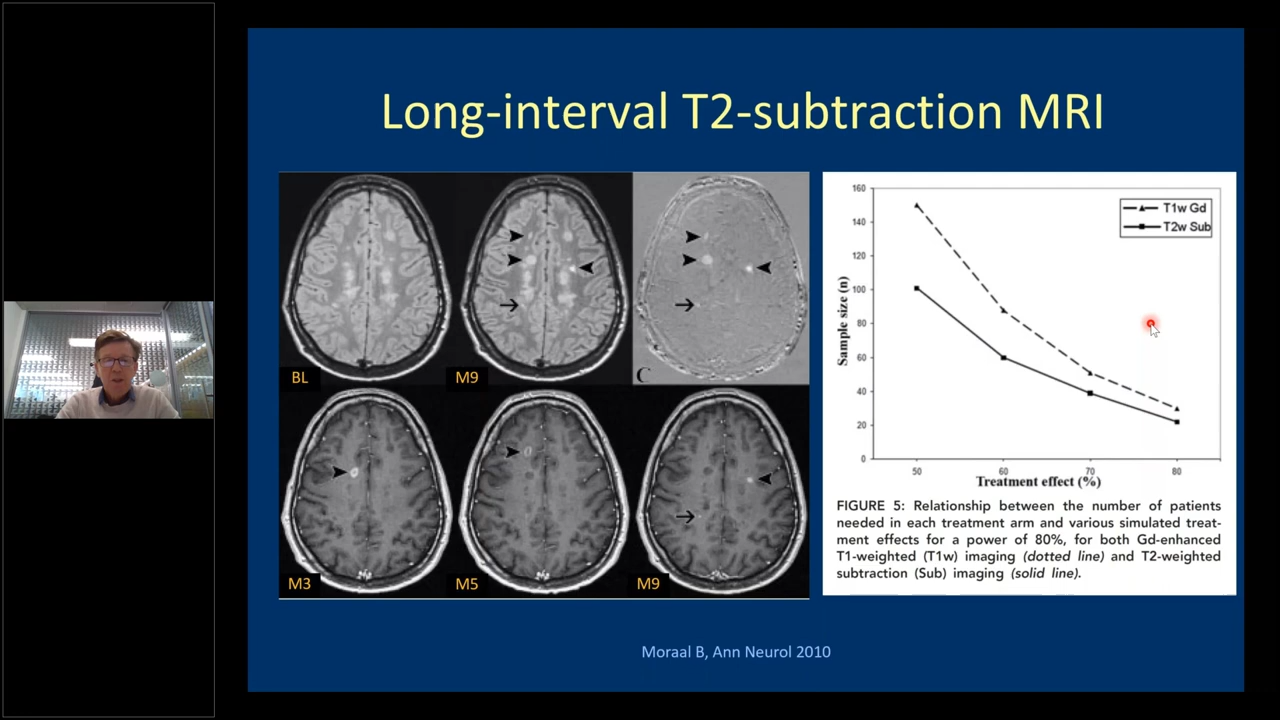 Long-interval T2-subtraction MRI
BL
M9
C
M3
M5
M9
160
140
120
100
80
60
40
20
0
Sample size (n)
50
60
70
80
Treatment effect (%)
T1w Gd
T2w Sub
FIGURE 5: Relationship between the number of patients
needed in each treatment arm and various simulated treat-
ment effects for a power of 80%, for both Gd-enhanced
T1-weighted (T1w) imaging (dotted line) and T2-weighted
subtraction (Sub) imaging (solid line).
Moraal B, Ann Neurol 2010